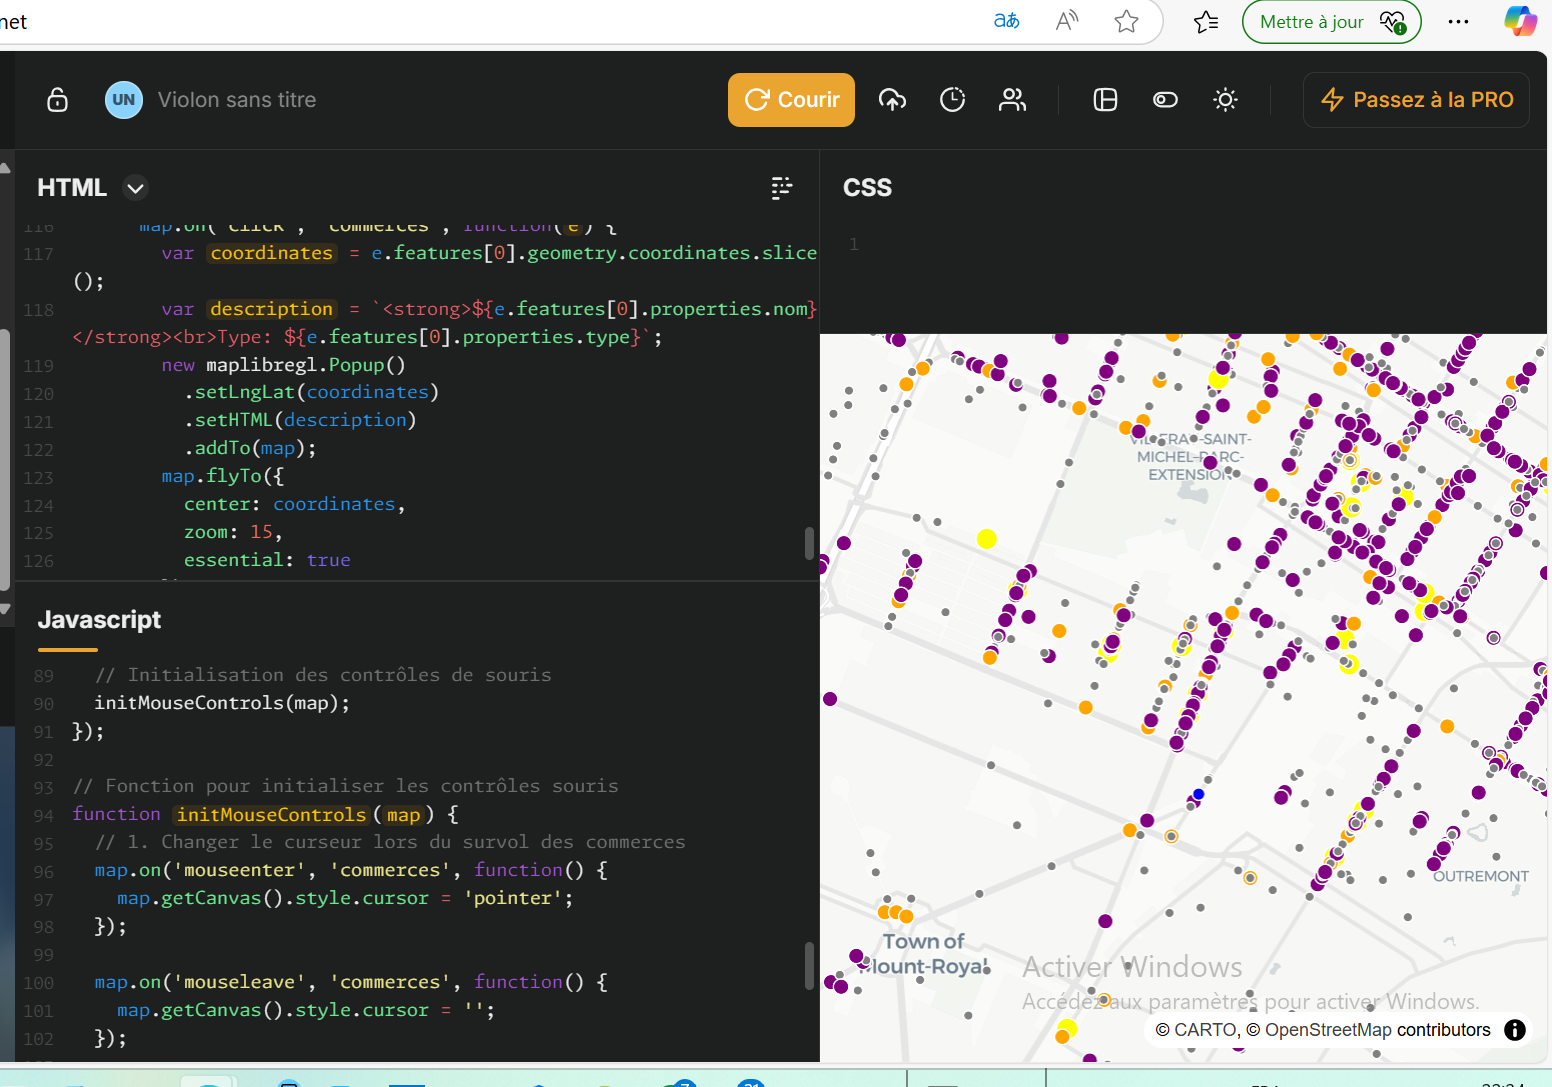 net
aあ
A
Mettre à jour
UN
Violon sans titre
Courir
Passez à la PRO
HTML
CSS
116 map.on('click', 'commerces', function(e) {
117 var coordinates = e.features[0].geometry.coordinates.slice
();
118 var description = `<strong>${e.features[0].properties.nom}
</strong><br>Type: ${e.features[0].properties.type}`;
119 new maplibregl.Popup()
120 .setLngLat(coordinates)
121 .setHTML(description)
122 .addTo(map);
123 map.flyTo({
124 center: coordinates,
125 zoom: 15,
126 essential: true
1
Javascript
89 // Initialisation des contrôles de souris
90 initMouseControls(map);
91 });
92
93 // Fonction pour initialiser les contrôles souris
94 function initMouseControls(map) {
95 // 1. Changer le curseur lors du survol des commerces
96 map.on('mouseenter', 'commerces', function() {
97 map.getCanvas().style.cursor = 'pointer';
98 });
99
100 map.on('mouseleave', 'commerces', function() {
101 map.getCanvas().style.cursor = '';
102 });
SAINT-
MICHEL–PARC-
EXTENSION
OUTREMONT
Town of
Mount-Royal
Activer Windows
Accédez aux paramètres pour activer Windows.
© CARTO, © OpenStreetMap contributors